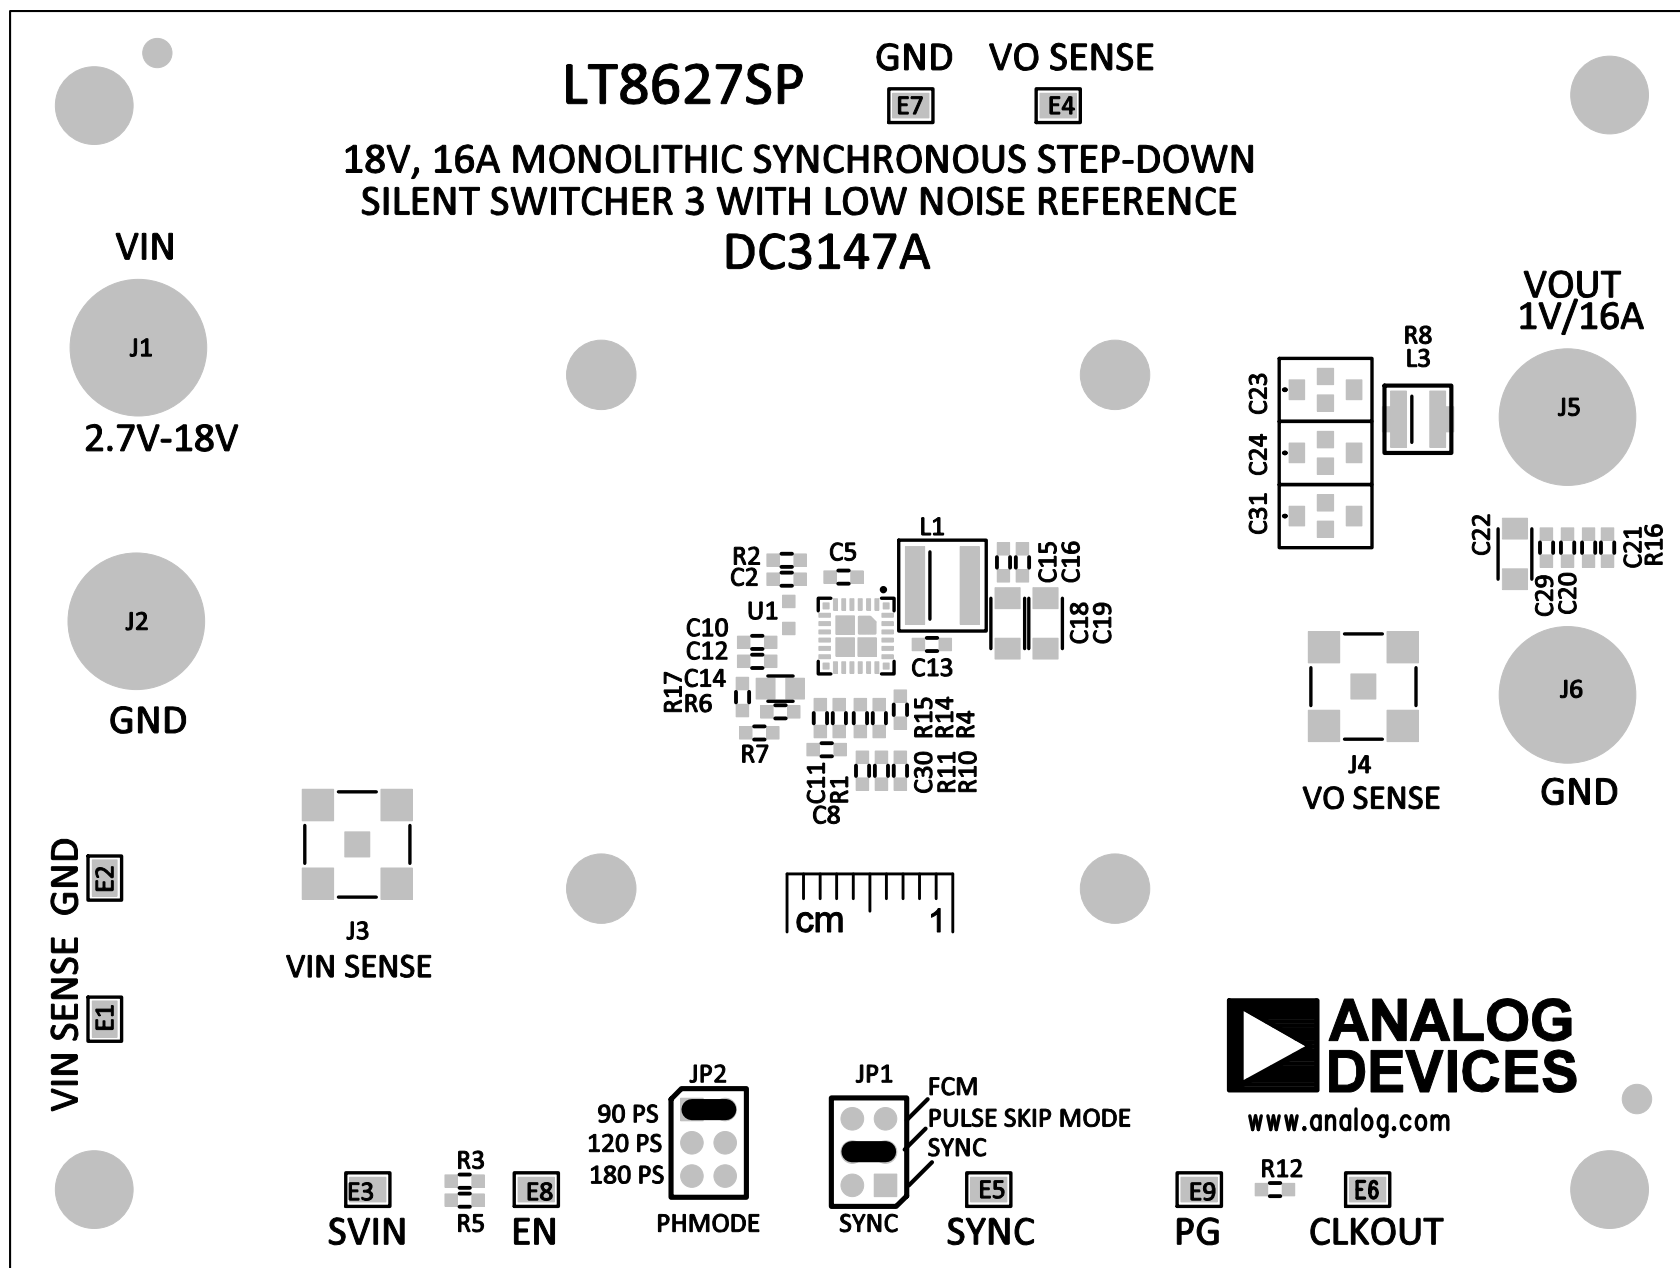 GND VO SENSE
LT8627SP
E7 E4
18V, 16A MONOLITHIC SYNCHRONOUS STEP-DOWN
SILENT SWITCHER 3 WITH LOW NOISE REFERENCE
DC3147A
VIN
J1
2.7V-18V
J2
GND
VOUT
1V/16A
R8
L3
C23
C24
C31
J5
C22
C29
C20
C21
R16
J6
GND
J4
VO SENSE
L1
R2
C2
C5
U1
C10
C12
C14
R17
R6
R7
C13
C15
C16
C18
C19
R15
R14
R4
C11
R1
C8
C30
R11
R10
cm 1
GND
E2
VIN SENSE
E1
J3
VIN SENSE
ANALOG
DEVICES
www.analog.com
JP2
90 PS
120 PS
180 PS
PHMODE
JP1
FCM
PULSE SKIP MODE
SYNC
SYNC
E3
SVIN
R3
R5
E8
EN
E5
SYNC
E9
PG
R12
E6
CLKOUT